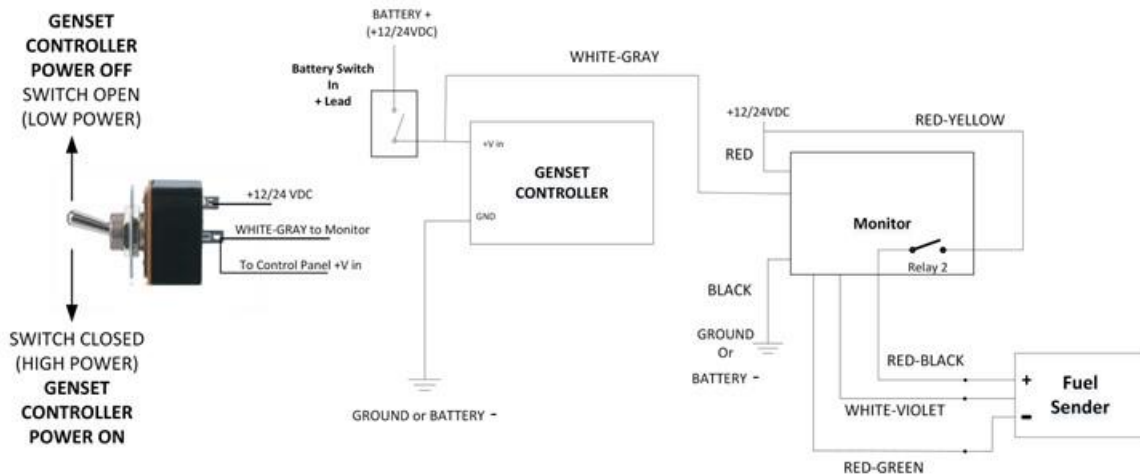 GENSET
CONTROLLER
POWER OFF
SWITCH OPEN
(LOW POWER)
+12/24 VDC
WHITE-GRAY to Monitor
To Control Panel +V in
SWITCH CLOSED
(HIGH POWER)
GENSET
CONTROLLER
POWER ON
BATTERY +
(+12/24VDC)
Battery Switch
In
+ Lead
WHITE-GRAY
+V in
GENSET
CONTROLLER
GND
GROUND or BATTERY -
+12/24VDC
RED-YELLOW
RED
Monitor
Relay 2
BLACK
GROUND
Or
BATTERY -
RED-BLACK
WHITE-VIOLET
RED-GREEN
+
-
Fuel
Sender